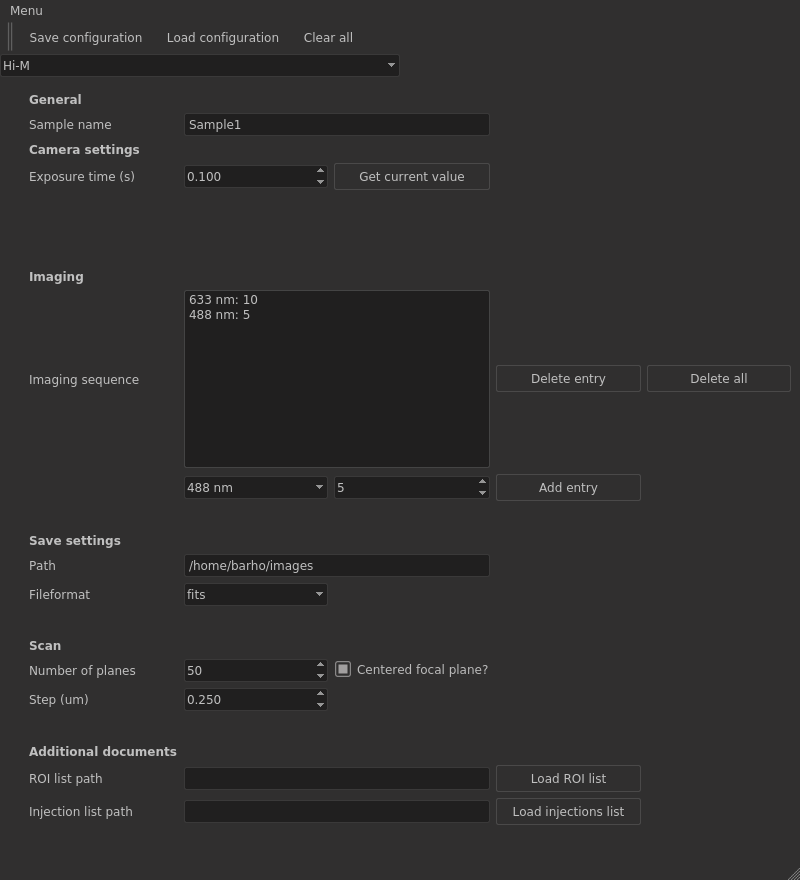 Menu
Save configuration Load configuration Clear all
Hi-M
General
Sample name Sample1
Camera settings
Exposure time (s) 0.100 Get current value
Imaging
633 nm: 10
488 nm: 5
Imaging sequence Delete entry Delete all
488 nm 5 Add entry
Save settings
Path /home/barho/images
Fileformat fits
Scan
Number of planes 50 Centered focal plane?
Step (um) 0.250
Additional documents
ROI list path Load ROI list
Injection list path Load injections list